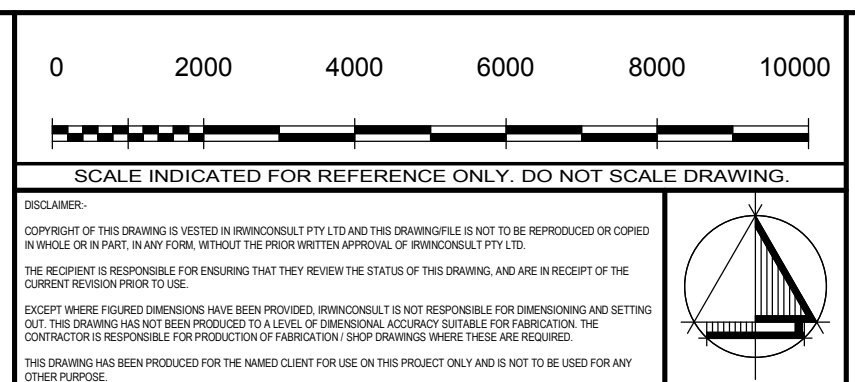 0 2000 4000 6000 8000 10000
SCALE INDICATED FOR REFERENCE ONLY. DO NOT SCALE DRAWING.
DISCLAIMER:-
COPYRIGHT OF THIS DRAWING IS VESTED IN IRWINCONSULT PTY LTD AND THIS DRAWING/FILE IS NOT TO BE REPRODUCED OR COPIED
IN WHOLE OR IN PART, IN ANY FORM, WITHOUT THE PRIOR WRITTEN APPROVAL OF IRWINCONSULT PTY LTD.
THE RECIPIENT IS RESPONSIBLE FOR ENSURING THAT THEY REVIEW THE STATUS OF THIS DRAWING, AND ARE IN RECEIPT OF THE
CURRENT REVISION PRIOR TO USE.
EXCEPT WHERE FIGURED DIMENSIONS HAVE BEEN PROVIDED, IRWINCONSULT IS NOT RESPONSIBLE FOR DIMENSIONING AND SETTING
OUT. THIS DRAWING HAS NOT BEEN PRODUCED TO A LEVEL OF DIMENSIONAL ACCURACY SUITABLE FOR FABRICATION. THE
CONTRACTOR IS RESPONSIBLE FOR PRODUCTION OF FABRICATION / SHOP DRAWINGS WHERE THESE ARE REQUIRED.
THIS DRAWING HAS BEEN PRODUCED FOR THE NAMED CLIENT FOR USE ON THIS PROJECT ONLY AND IS NOT TO BE USED FOR ANY
OTHER PURPOSE.